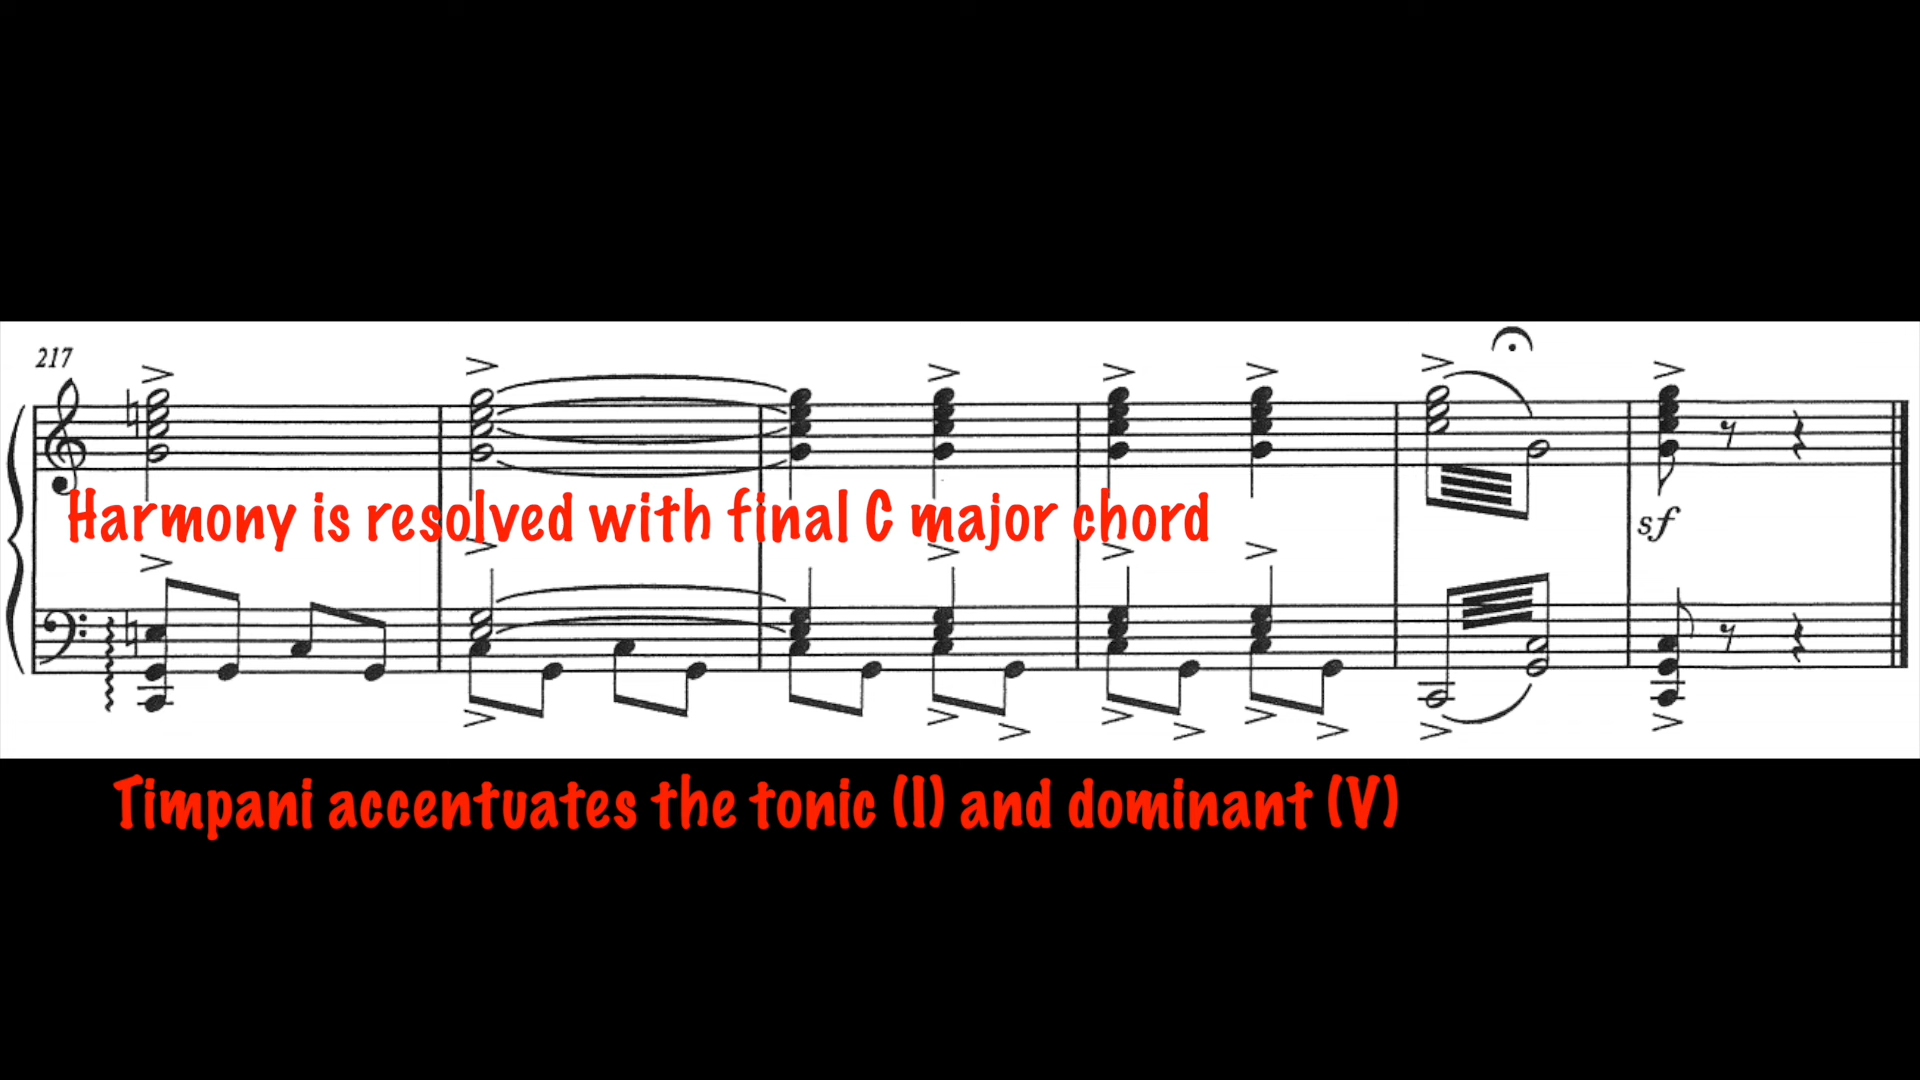 217
Harmony is resolved with final C major chord
sf
Timpani accentuates the tonic (I) and dominant (V)